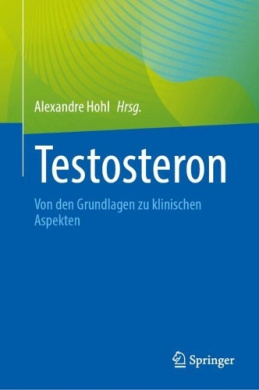 Alexandre Hohl Hrsg.
Testosteron
Von den Grundlagen zu klinischen
Aspekten
Springer